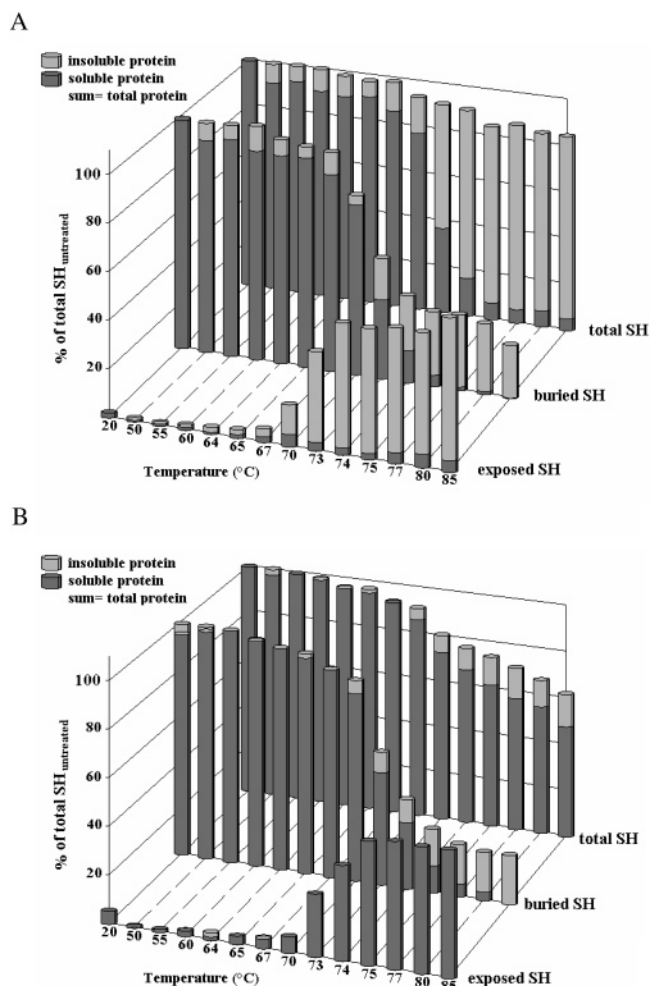 A
insoluble protein
soluble protein
sum= total protein
100
80
60
40
20
% of total SH untreated
20 50 55 60 64 65 67 70 73 74 75 77 80 85
Temperature (°C)
total SH
buried SH
exposed SH
B
insoluble protein
soluble protein
sum= total protein
100
80
60
40
20
% of total SH untreated
20 50 55 60 64 65 67 70 73 74 75 77 80 85
Temperature (°C)
total SH
buried SH
exposed SH